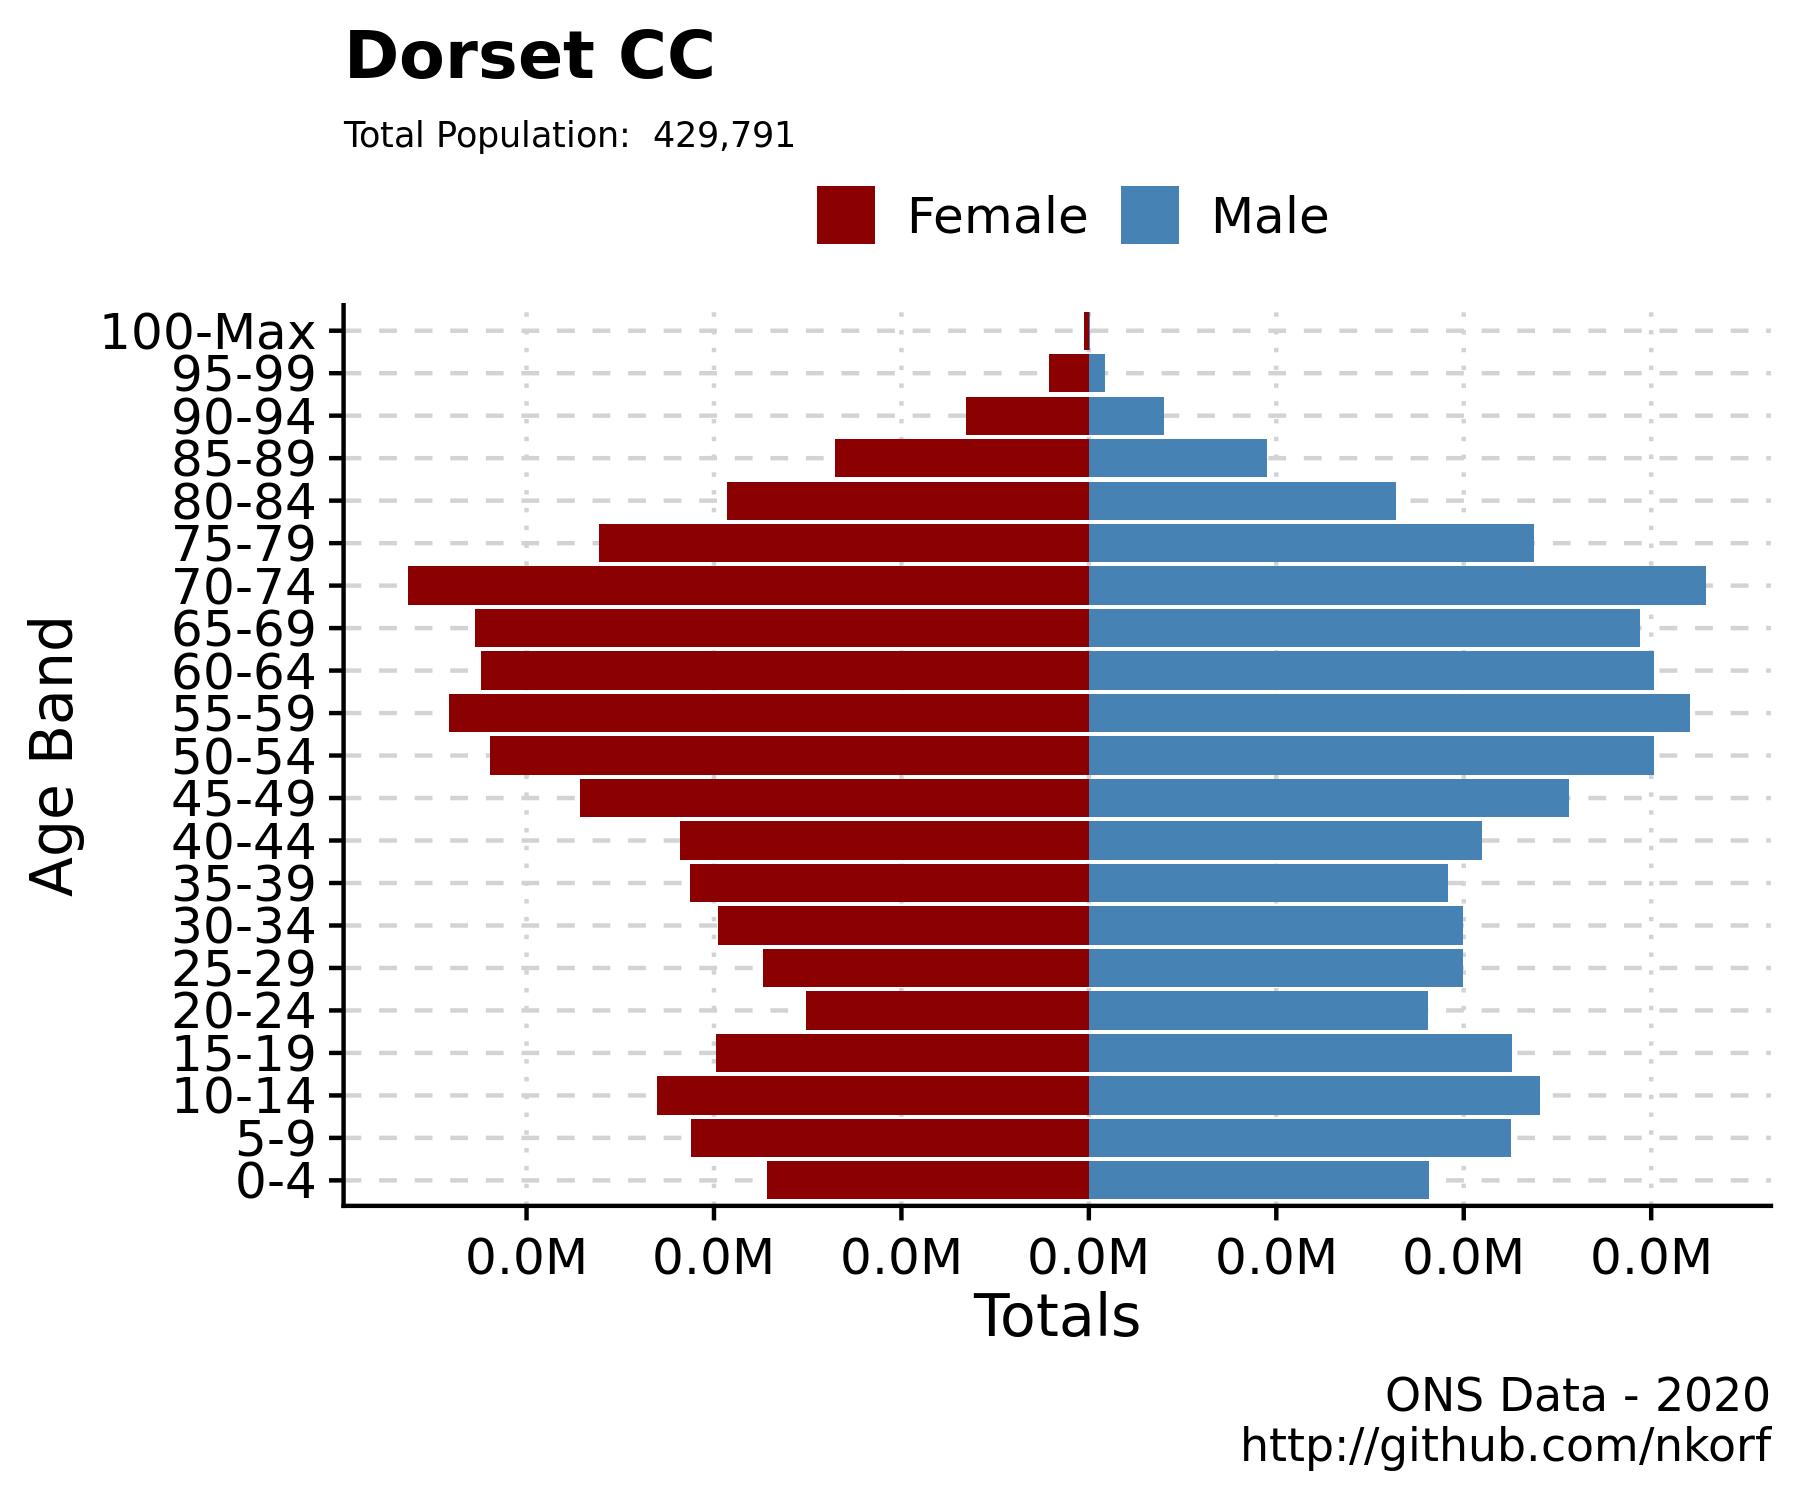 Dorset CC
Total Population:  429,791
Female Male
100-Max
95-99
90-94
85-89
80-84
75-79
70-74
65-69
60-64
55-59
50-54
45-49
40-44
35-39
30-34
25-29
20-24
15-19
10-14
5-9
0-4
Age Band
0.0M 0.0M 0.0M 0.0M 0.0M 0.0M 0.0M
Totals
ONS Data - 2020
http://github.com/nkorf